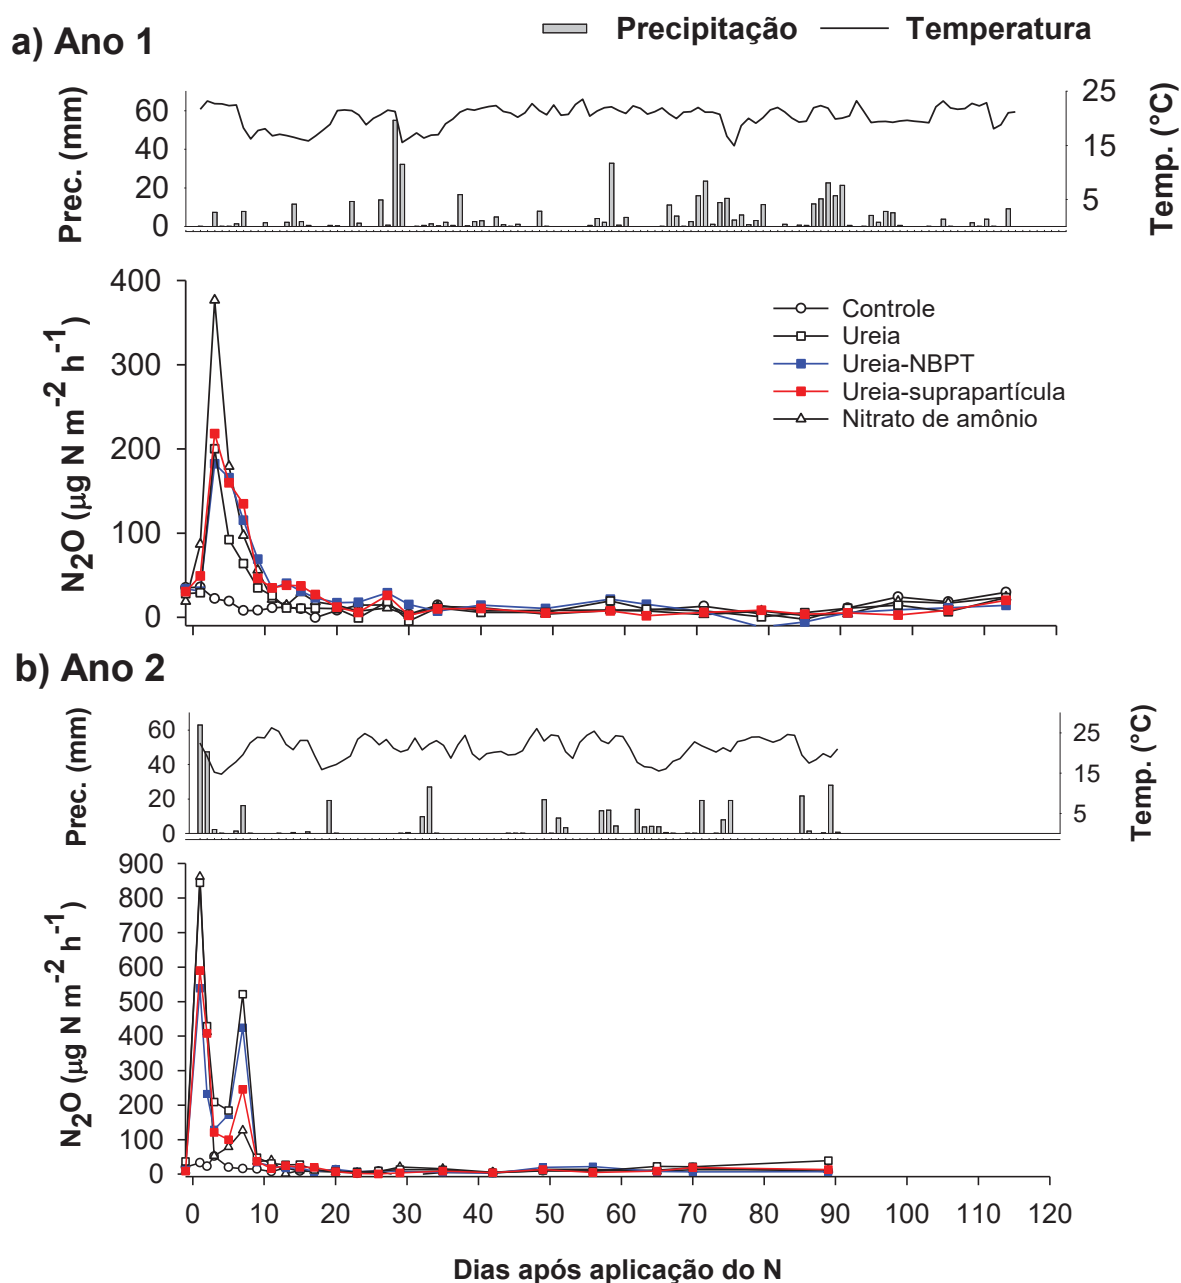 Precipitação Temperatura
a) Ano 1
Prec. (mm)
60
40
20
0
25
15
5
Temp. (°C)
N2O (μg N m-2 h-1)
400
300
200
100
0
Controle
Ureia
Ureia-NBPT
Ureia-suprapartícula
Nitrato de amônio
b) Ano 2
Prec. (mm)
60
40
20
0
25
15
5
Temp. (°C)
N2O (μg N m-2 h-1)
900
800
700
600
500
400
300
200
100
0
0 10 20 30 40 50 60 70 80 90 100 110 120
Dias após aplicação do N